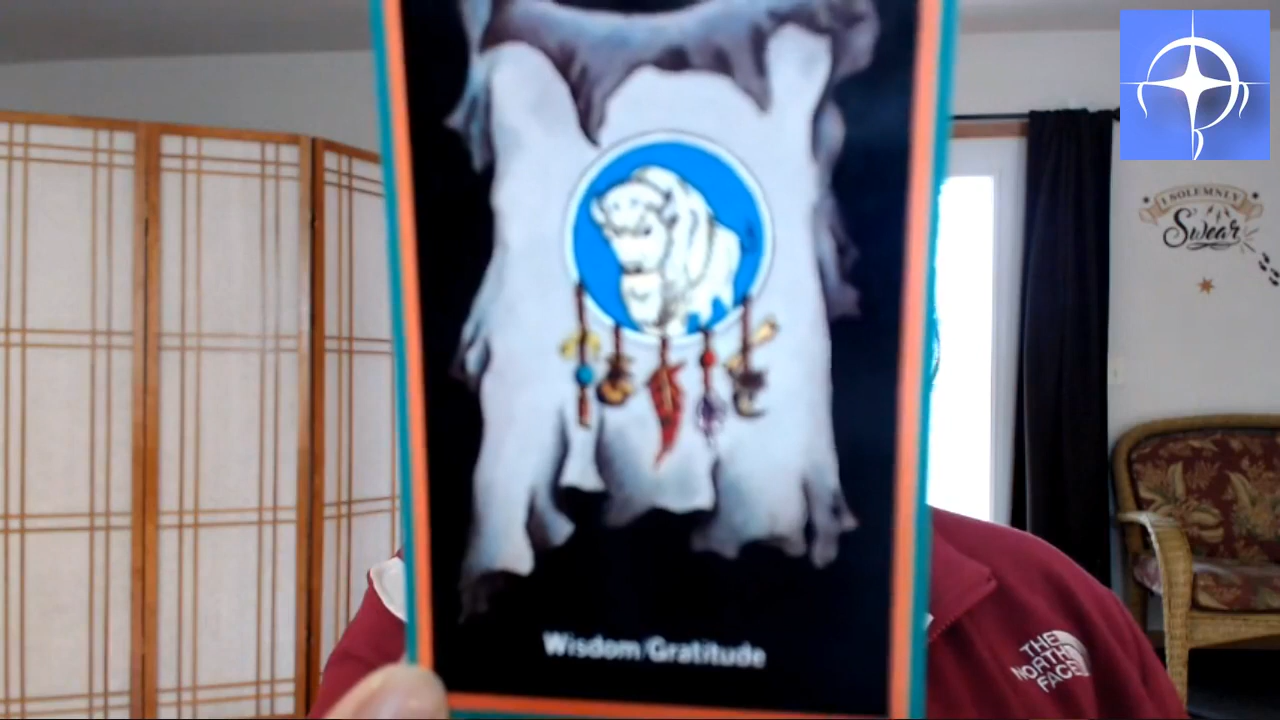 I SOLEMNLY
Swear
Wisdom/Gratitude
THE
NORTH
FACE